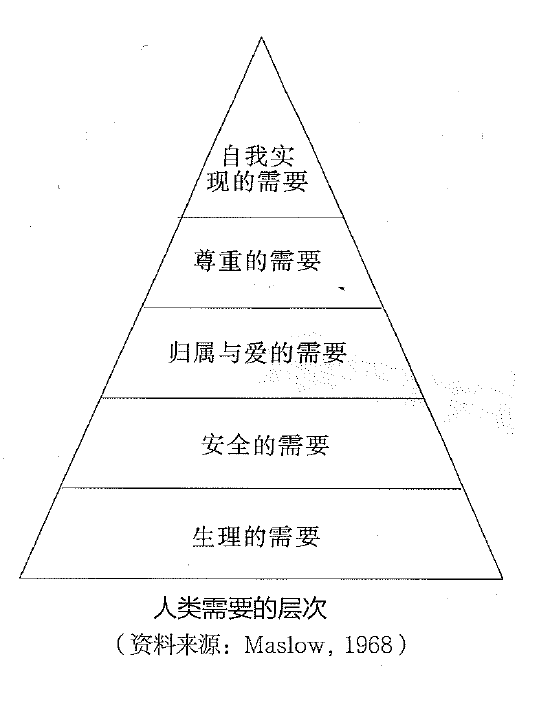 自我实
现的需要
尊重的需要
归属与爱的需要
安全的需要
生理的需要
人类需要的层次
（资料来源：Maslow，1968）